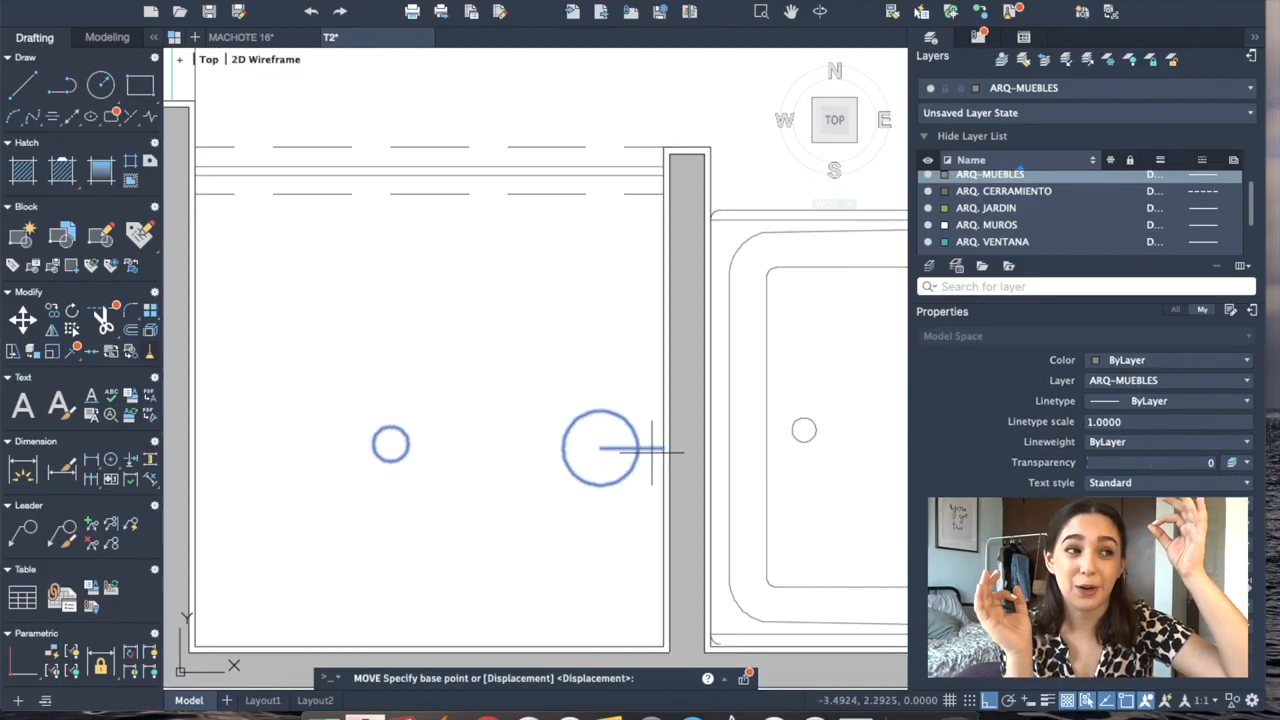 Drafting
Modeling
MACHOTE 16*
T2*
Draw
Top
2D Wireframe
Hatch
Block
Modify
Text
Dimension
Leader
Table
Parametric
N
W
TOP
E
S
Layers
ARQ-MUEBLES
Unsaved Layer State
Hide Layer List
Name
ARQ-MUEBLES D...
ARQ. CERRAMIENTO D...
ARQ. JARDIN D...
ARQ. MUROS D...
ARQ. VENTANA D...
Search for layer
Properties
All
My
Model Space
Color ByLayer
Layer ARQ-MUEBLES
Linetype ByLayer
Linetype scale 1.0000
Lineweight ByLayer
Transparency 0
Text style Standard
Y
X
MOVE Specify base point or [Displacement] <Displacement>:
Model
Layout1
Layout2
-3.4924, 2.2925, 0.0000
1:1